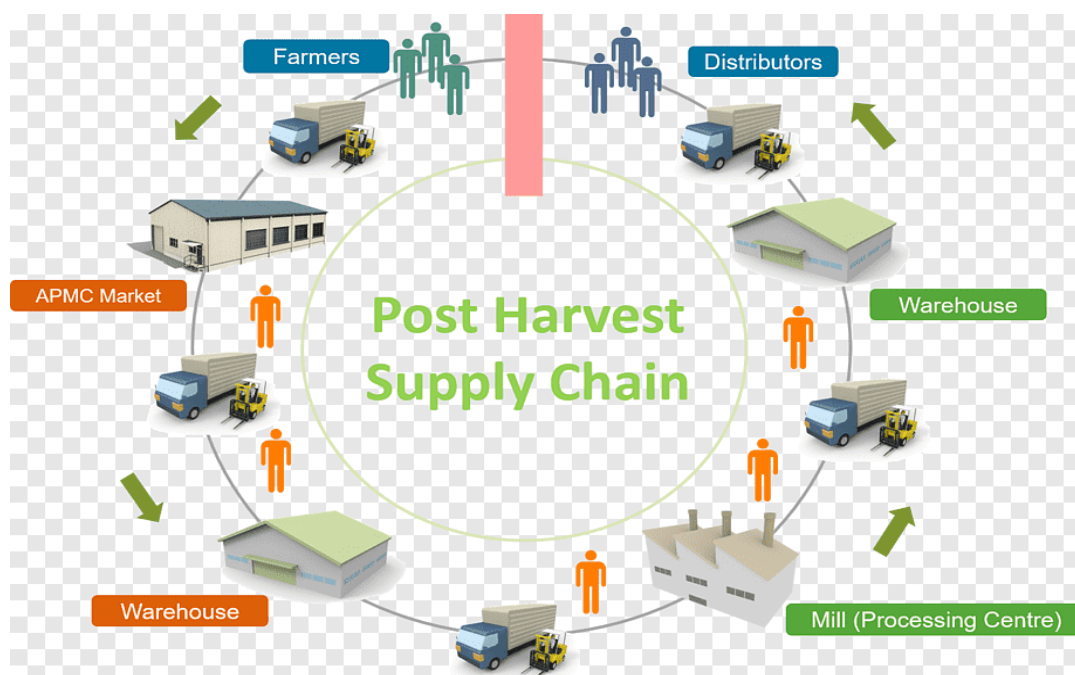 Farmers
Distributors
APMC Market
Warehouse
Post Harvest
Supply Chain
Warehouse
Mill (Processing Centre)